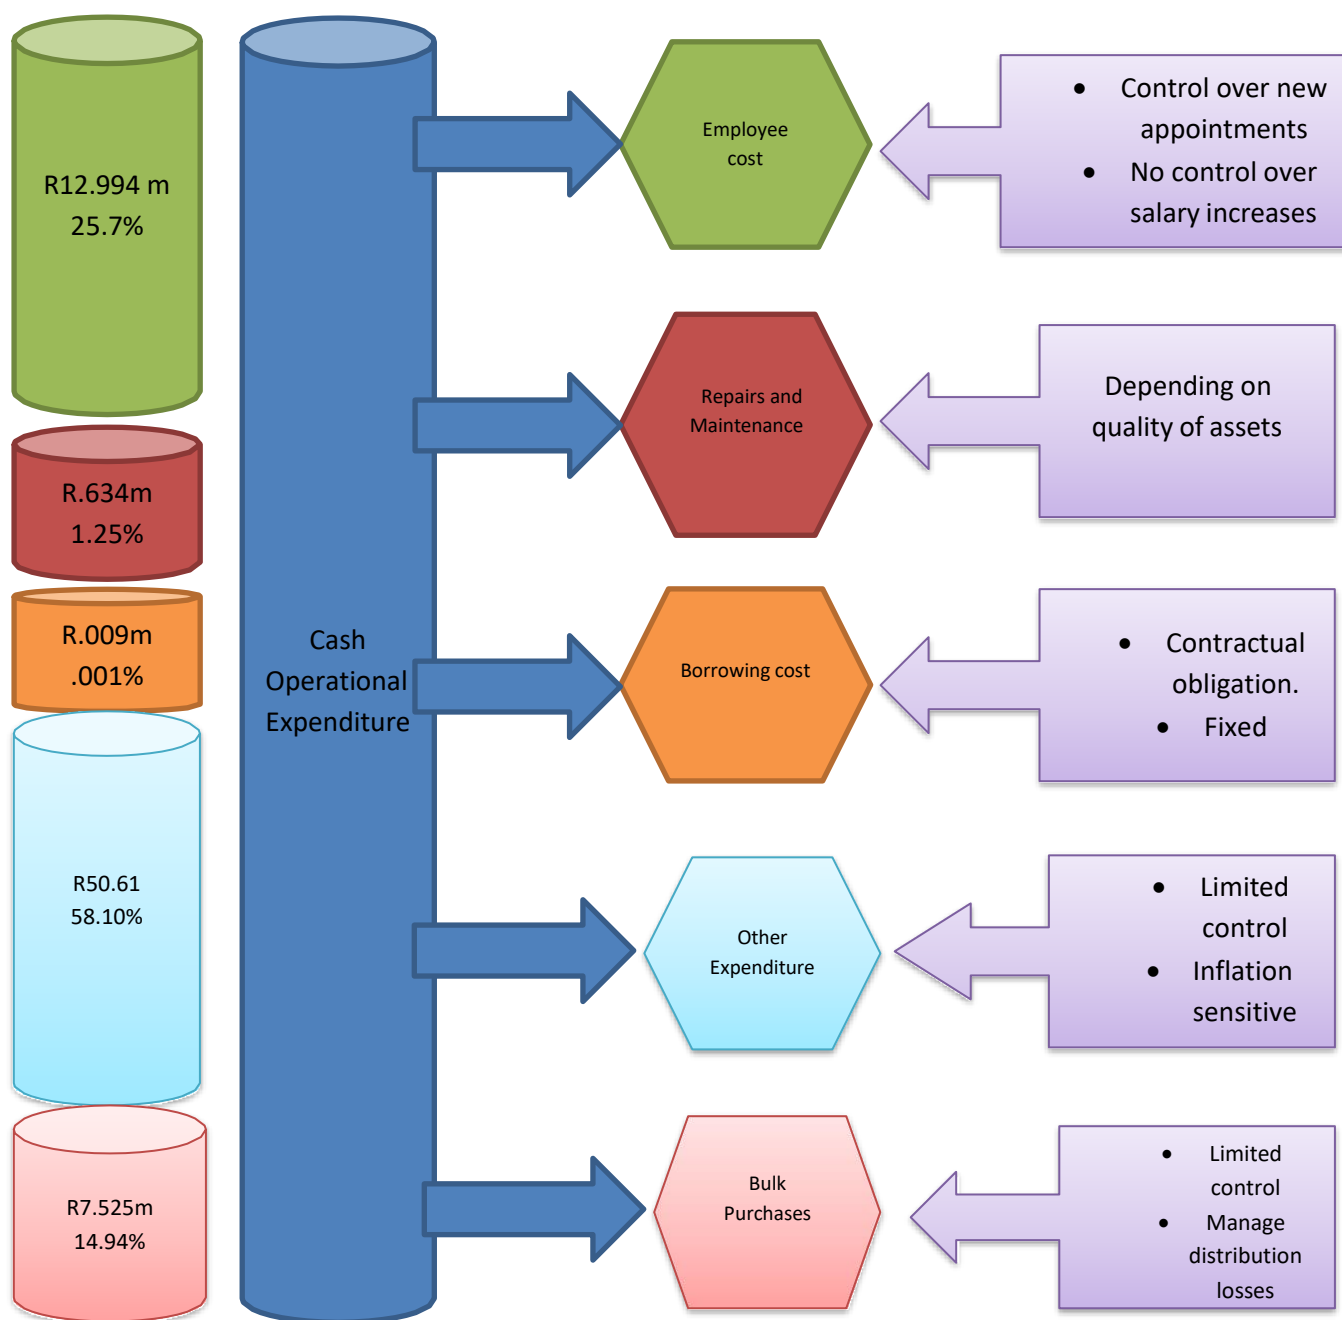 R12.994 m
25.7%
R.634m
1.25%
R.009m
.001%
R50.61
58.10%
R7.525m
14.94%
Cash
Operational
Expenditure
Employee
cost
Repairs and
Maintenance
Borrowing cost
Other
Expenditure
Bulk
Purchases
• Control over new
appointments
• No control over
salary increases
Depending on
quality of assets
• Contractual
obligation.
• Fixed
• Limited
control
• Inflation
sensitive
• Limited
control
• Manage
distribution
losses